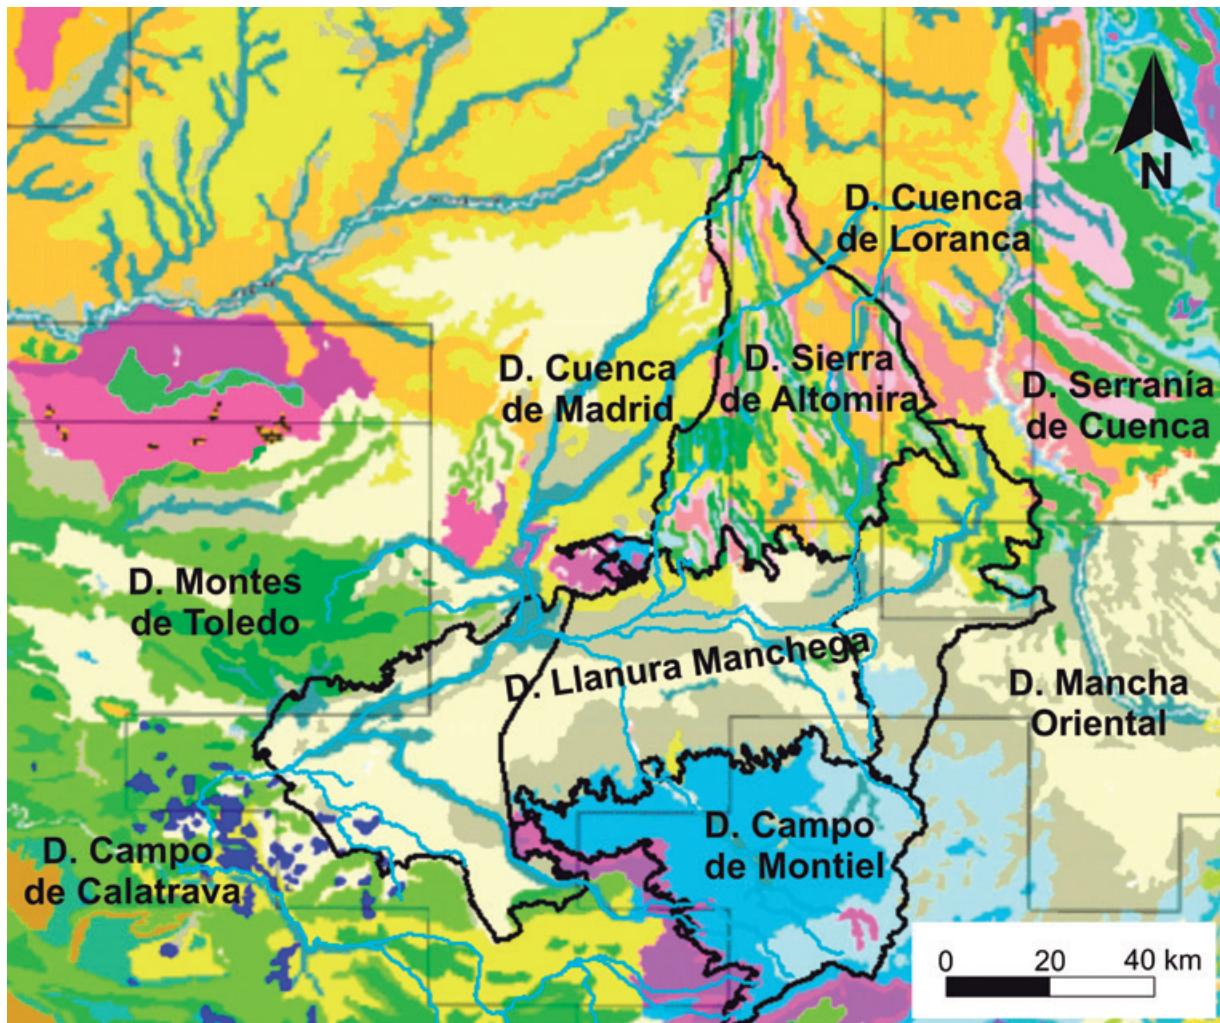 N
D. Cuenca
de Loranca
D. Cuenca
de Madrid
D. Sierra
de Altomira
D. Serranía
de Cuenca
D. Montes
de Toledo
D. Llanura Manchega
D. Mancha
Oriental
D. Campo
de Montiel
D. Campo
de Calatrava
0 20 40 km